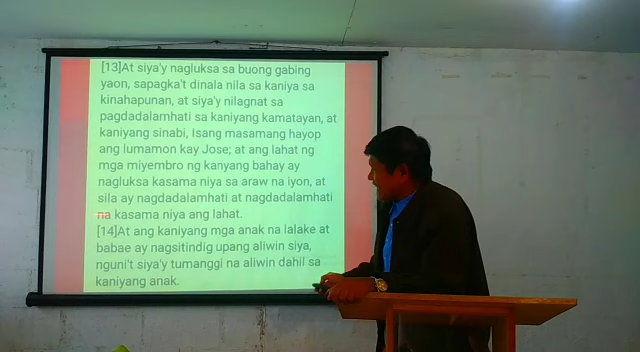 [13]At siya'y nagluksa sa buong gabing
yaon, sapagka't dinala nila sa kaniya sa
kinahapunan, at siya'y nilagnat sa
pagdadalamhati sa kaniyang kamatayan, at
kaniyang sinabi, Isang masamang hayop
ang lumamon kay Jose; at ang lahat ng
mga miyembro ng kanyang bahay ay
nagluksa kasama niya sa araw na iyon, at
sila ay nagdadalamhati at nagdadalamhati
na kasama niya ang lahat.
[14]At ang kaniyang mga anak na lalake at
babae ay nagsitindig upang aliwin siya,
nguni't siya'y tumanggi na aliwin dahil sa
kaniyang anak.